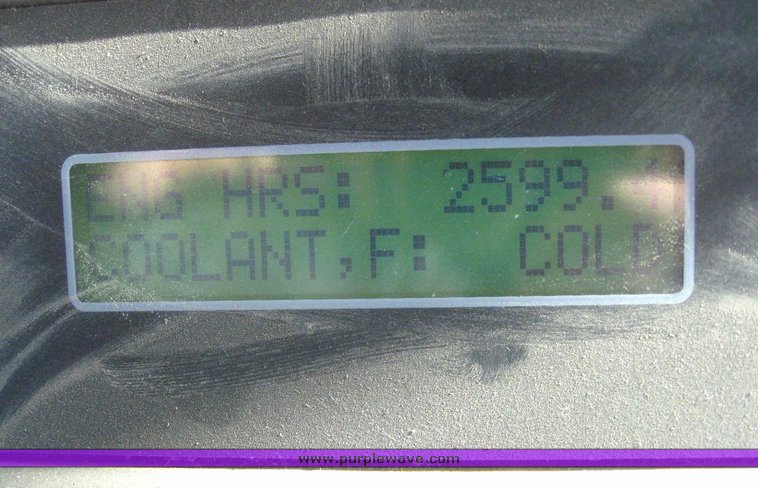 ENG HRS: 2599.
COOLANT,F: COLD
www.purplewave.com